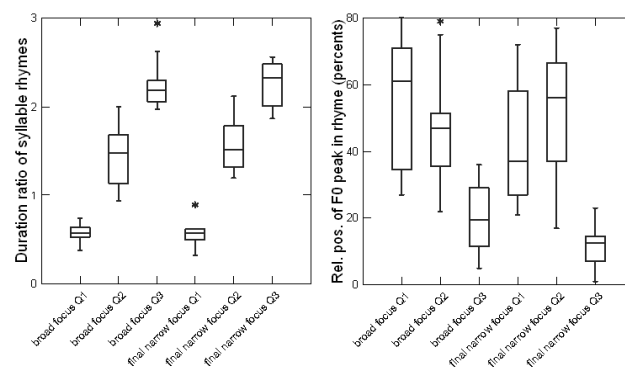 Duration ratio of syllable rhymes
3
2
1
0
*
*
broad focus Q1
broad focus Q2
broad focus Q3
final narrow focus Q1
final narrow focus Q2
final narrow focus Q3
Rel. pos. of F0 peak in rhyme (percents)
80
60
40
20
0
*
broad focus Q1
broad focus Q2
broad focus Q3
final narrow focus Q1
final narrow focus Q2
final narrow focus Q3